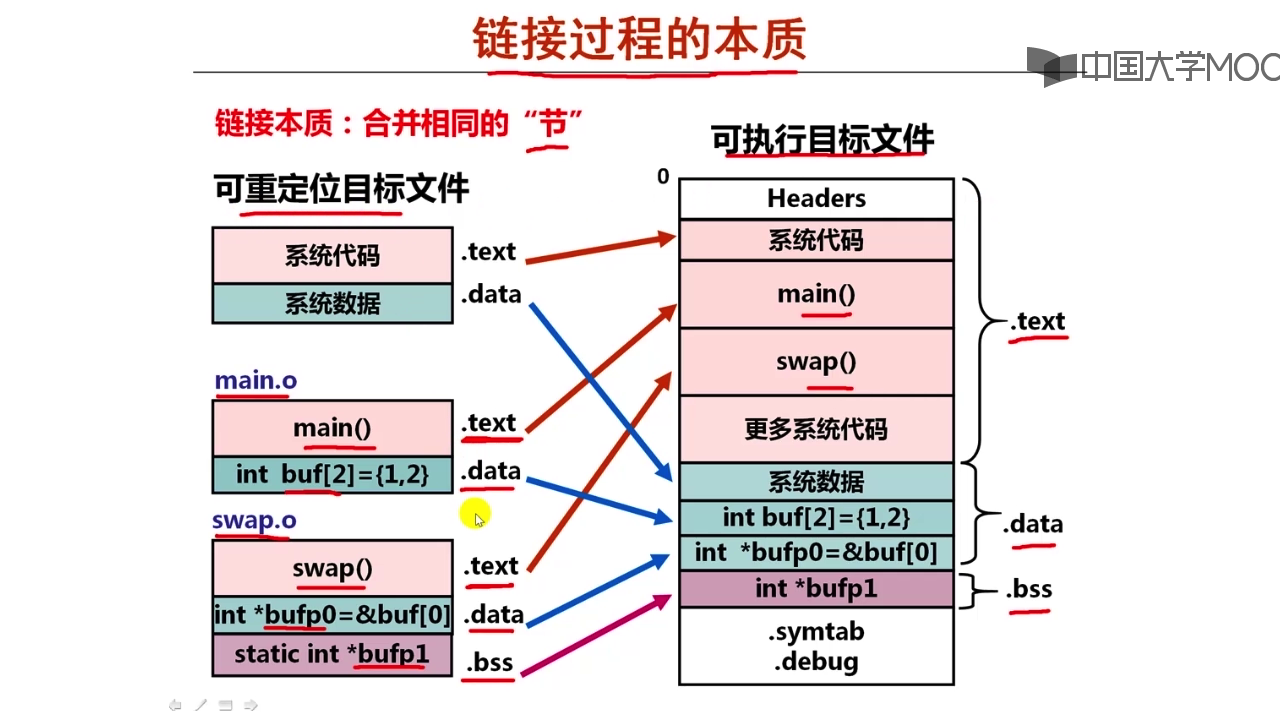 链接过程的本质
中国大学MOO
链接本质：合并相同的“节”
可重定位目标文件
系统代码
.text
系统数据
.data
main.o
main()
.text
int buf[2]={1,2}
.data
swap.o
swap()
.text
int *bufp0=&buf[0]
.data
static int *bufp1
.bss
可执行目标文件
0
Headers
系统代码
main()
swap()
更多系统代码
.text
系统数据
int buf[2]={1,2}
int *bufp0=&buf[0]
.data
int *bufp1
.bss
.symtab
.debug